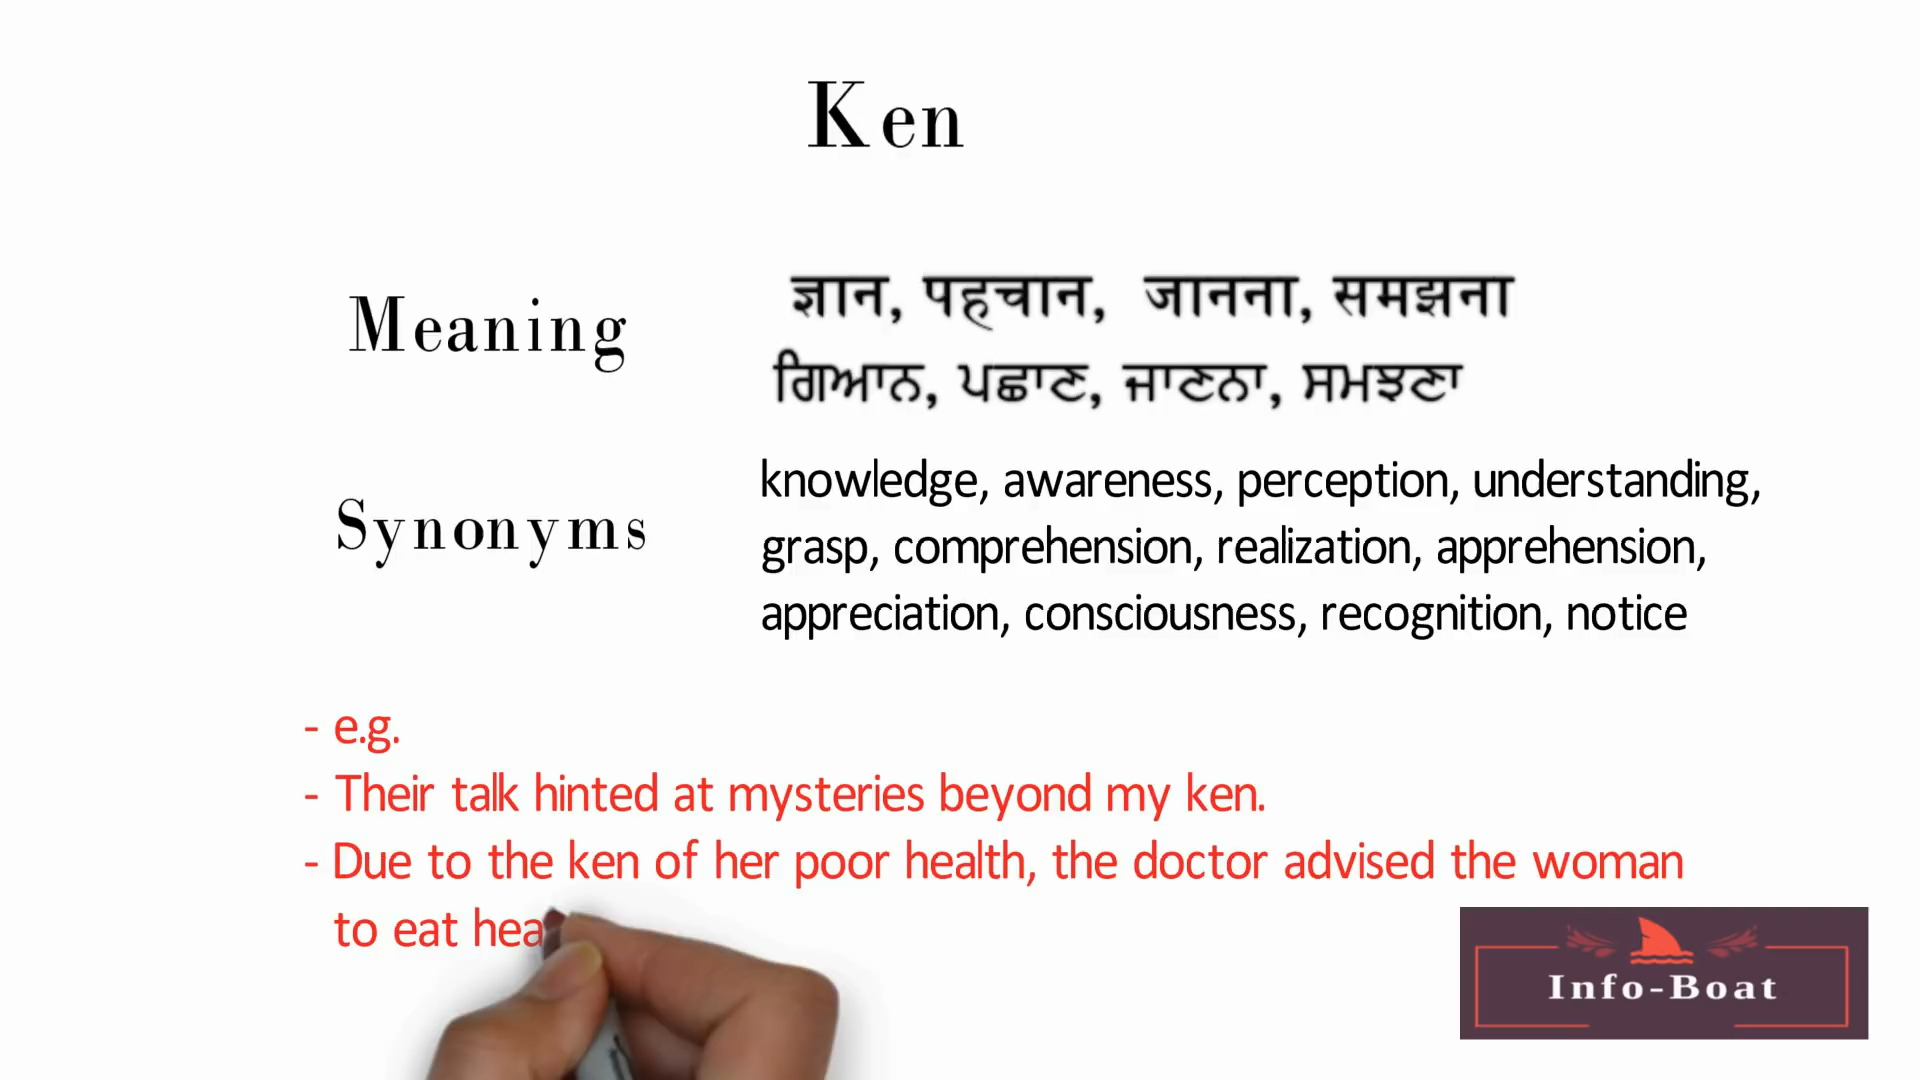 Ken
Meaning
ज्ञान, पहचान, जानना, समझना
ਗਿਆਨ, ਪਛਾਣ, ਜਾਣਨਾ, ਸਮਝਣਾ
Synonyms
knowledge, awareness, perception, understanding,
grasp, comprehension, realization, apprehension,
appreciation, consciousness, recognition, notice
- e.g.
- Their talk hinted at mysteries beyond my ken.
- Due to the ken of her poor health, the doctor advised the woman
to eat hea
Info-Boat